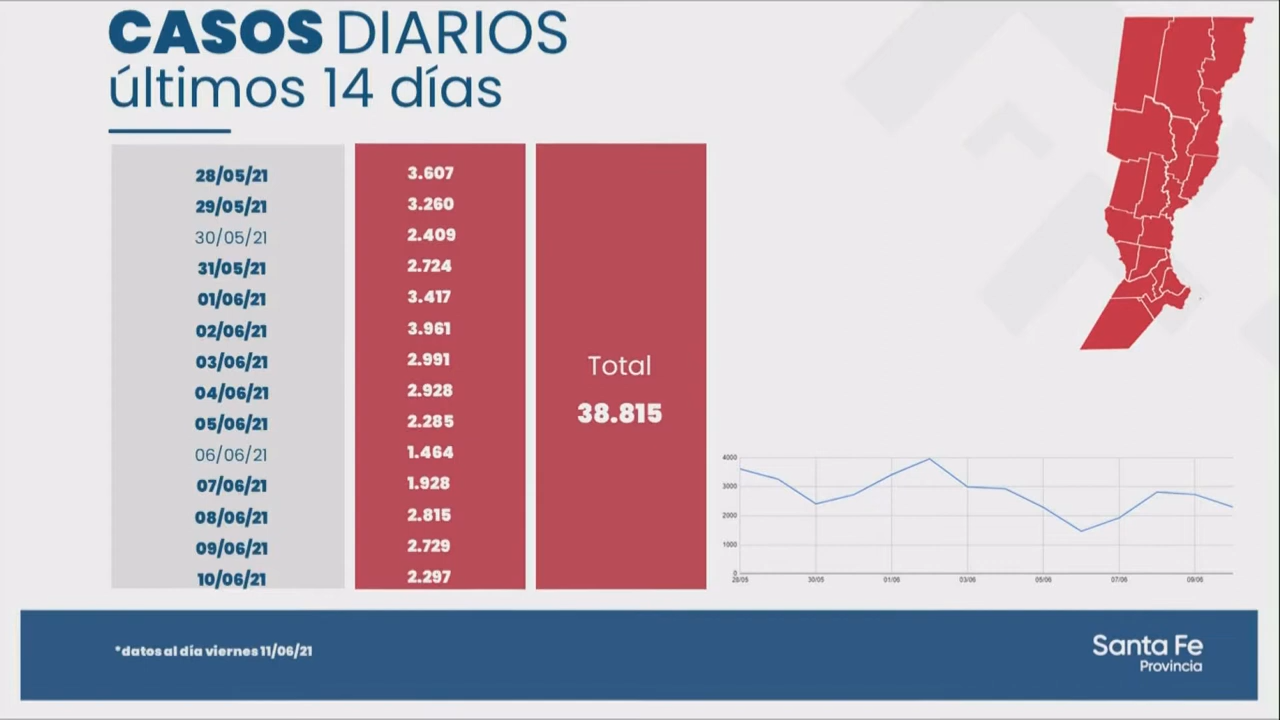 CASOS DIARIOS
últimos 14 días
28/05/21 3.607
29/05/21 3.260
30/05/21 2.409
31/05/21 2.724
01/06/21 3.417
02/06/21 3.961
03/06/21 2.991
04/06/21 2.928
05/06/21 2.285
06/06/21 1.464
07/06/21 1.928
08/06/21 2.815
09/06/21 2.729
10/06/21 2.297
Total
38.815
4000
3000
2000
1000
0
28/05 30/05 01/06 03/06 05/06 07/06 09/06
*datos al día viernes 11/06/21
Santa Fe
Provincia